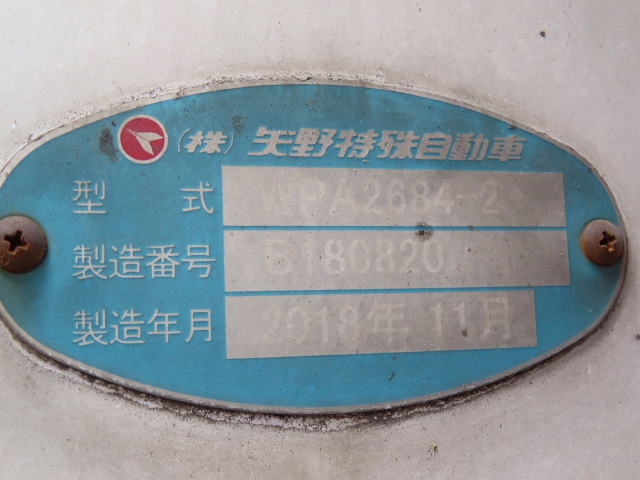 (株)矢野特殊自動車
型式 WPA2684-2
製造番号 B180820
製造年月 2018年 11月